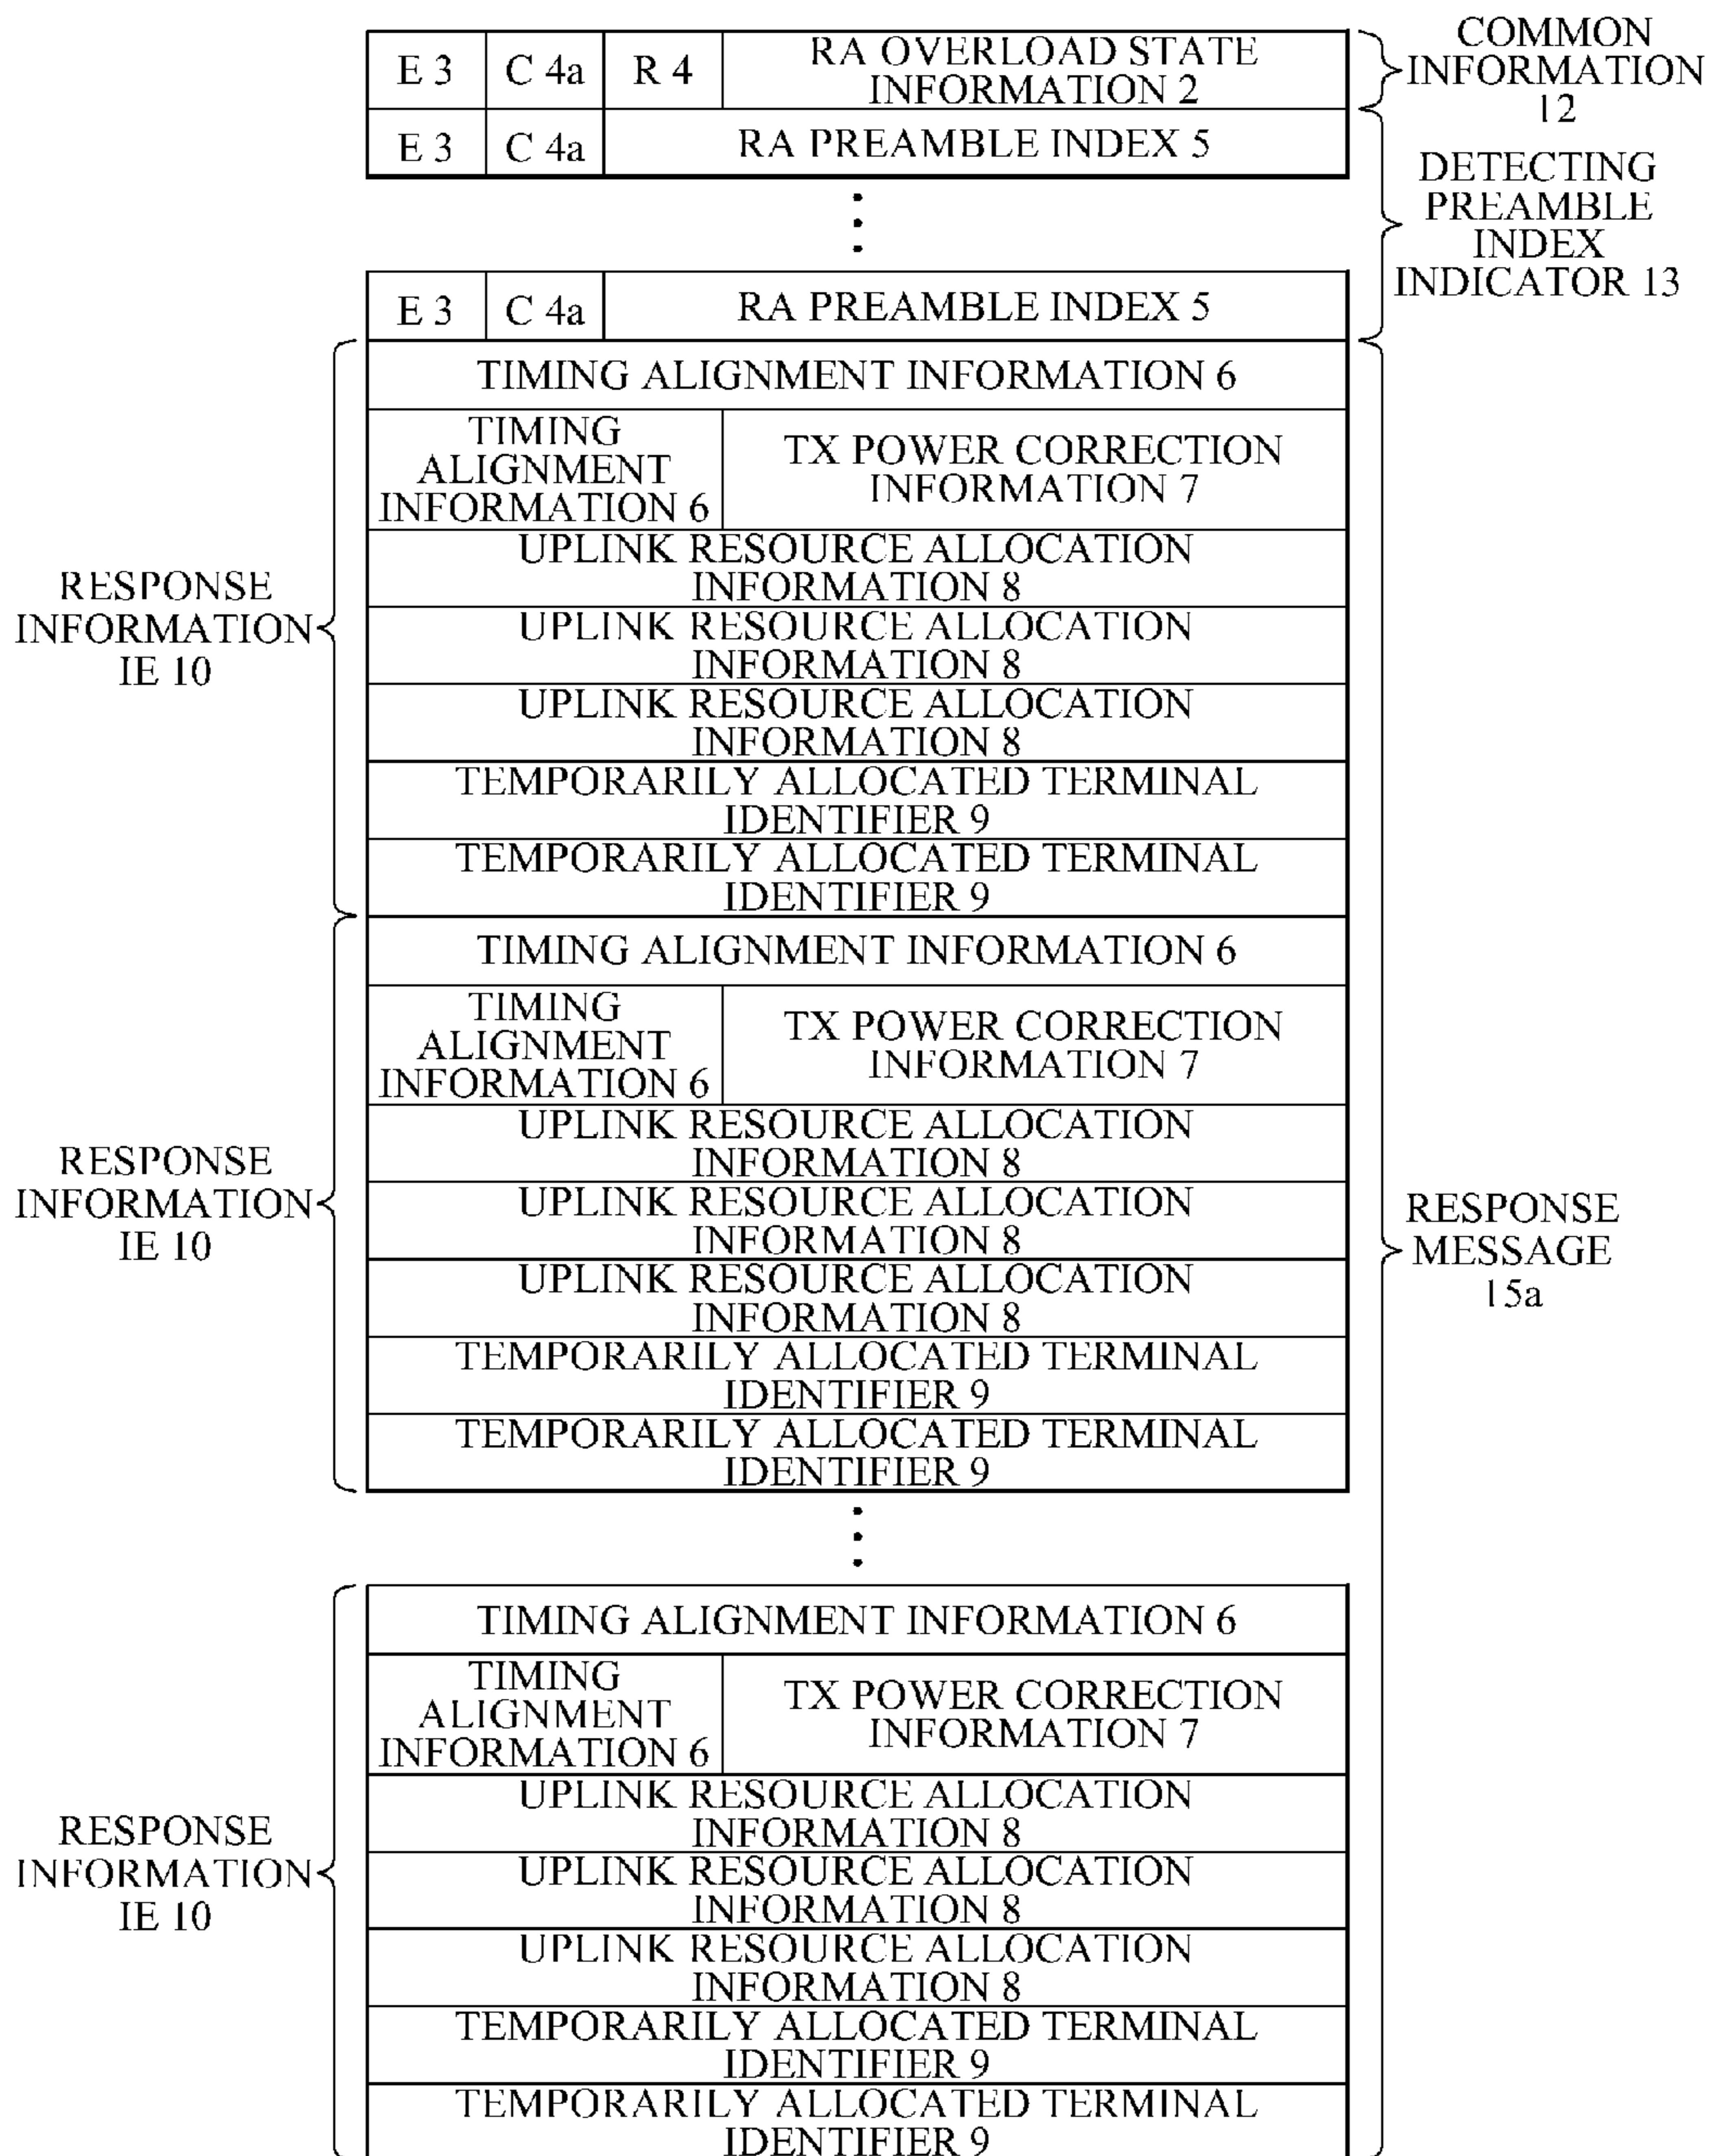 E 3 C 4a R 4 RA OVERLOAD STATE
INFORMATION 2
COMMON
INFORMATION
12
E 3 C 4a RA PREAMBLE INDEX 5
DETECTING
PREAMBLE
INDEX
INDICATOR 13
E 3 C 4a RA PREAMBLE INDEX 5
RESPONSE
INFORMATION
IE 10
TIMING ALIGNMENT INFORMATION 6
TIMING
ALIGNMENT
INFORMATION 6
TX POWER CORRECTION
INFORMATION 7
UPLINK RESOURCE ALLOCATION
INFORMATION 8
UPLINK RESOURCE ALLOCATION
INFORMATION 8
UPLINK RESOURCE ALLOCATION
INFORMATION 8
TEMPORARILY ALLOCATED TERMINAL
IDENTIFIER 9
TEMPORARILY ALLOCATED TERMINAL
IDENTIFIER 9
RESPONSE
INFORMATION
IE 10
TIMING ALIGNMENT INFORMATION 6
TIMING
ALIGNMENT
INFORMATION 6
TX POWER CORRECTION
INFORMATION 7
UPLINK RESOURCE ALLOCATION
INFORMATION 8
UPLINK RESOURCE ALLOCATION
INFORMATION 8
UPLINK RESOURCE ALLOCATION
INFORMATION 8
TEMPORARILY ALLOCATED TERMINAL
IDENTIFIER 9
TEMPORARILY ALLOCATED TERMINAL
IDENTIFIER 9
RESPONSE
MESSAGE
15a
RESPONSE
INFORMATION
IE 10
TIMING ALIGNMENT INFORMATION 6
TIMING
ALIGNMENT
INFORMATION 6
TX POWER CORRECTION
INFORMATION 7
UPLINK RESOURCE ALLOCATION
INFORMATION 8
UPLINK RESOURCE ALLOCATION
INFORMATION 8
UPLINK RESOURCE ALLOCATION
INFORMATION 8
TEMPORARILY ALLOCATED TERMINAL
IDENTIFIER 9
TEMPORARILY ALLOCATED TERMINAL
IDENTIFIER 9